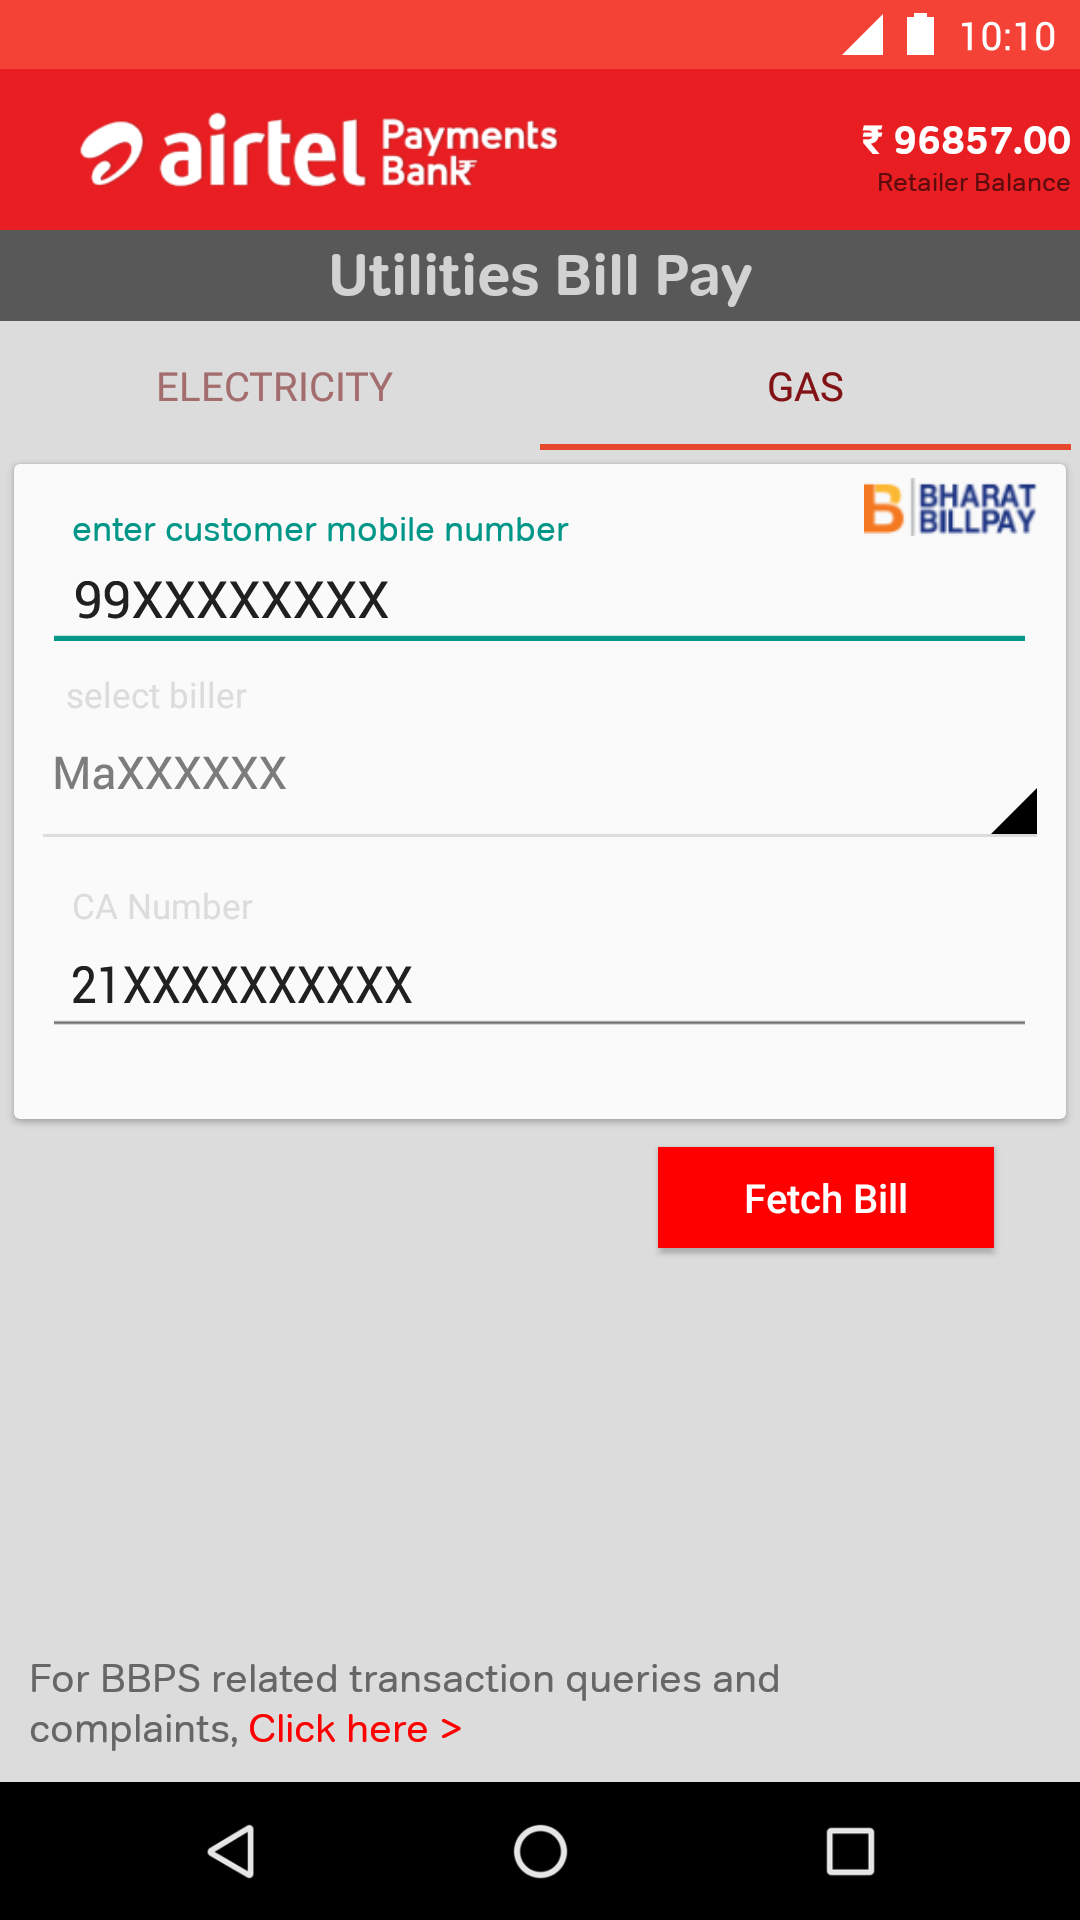 10:10
airtel Payments Bank
₹ 96857.00
Retailer Balance
Utilities Bill Pay
ELECTRICITY GAS
BHARAT BILLPAY
enter customer mobile number
99XXXXXXXX
select biller
MaXXXXXX
CA Number
21XXXXXXXXXX
Fetch Bill
For BBPS related transaction queries and
complaints, Click here >